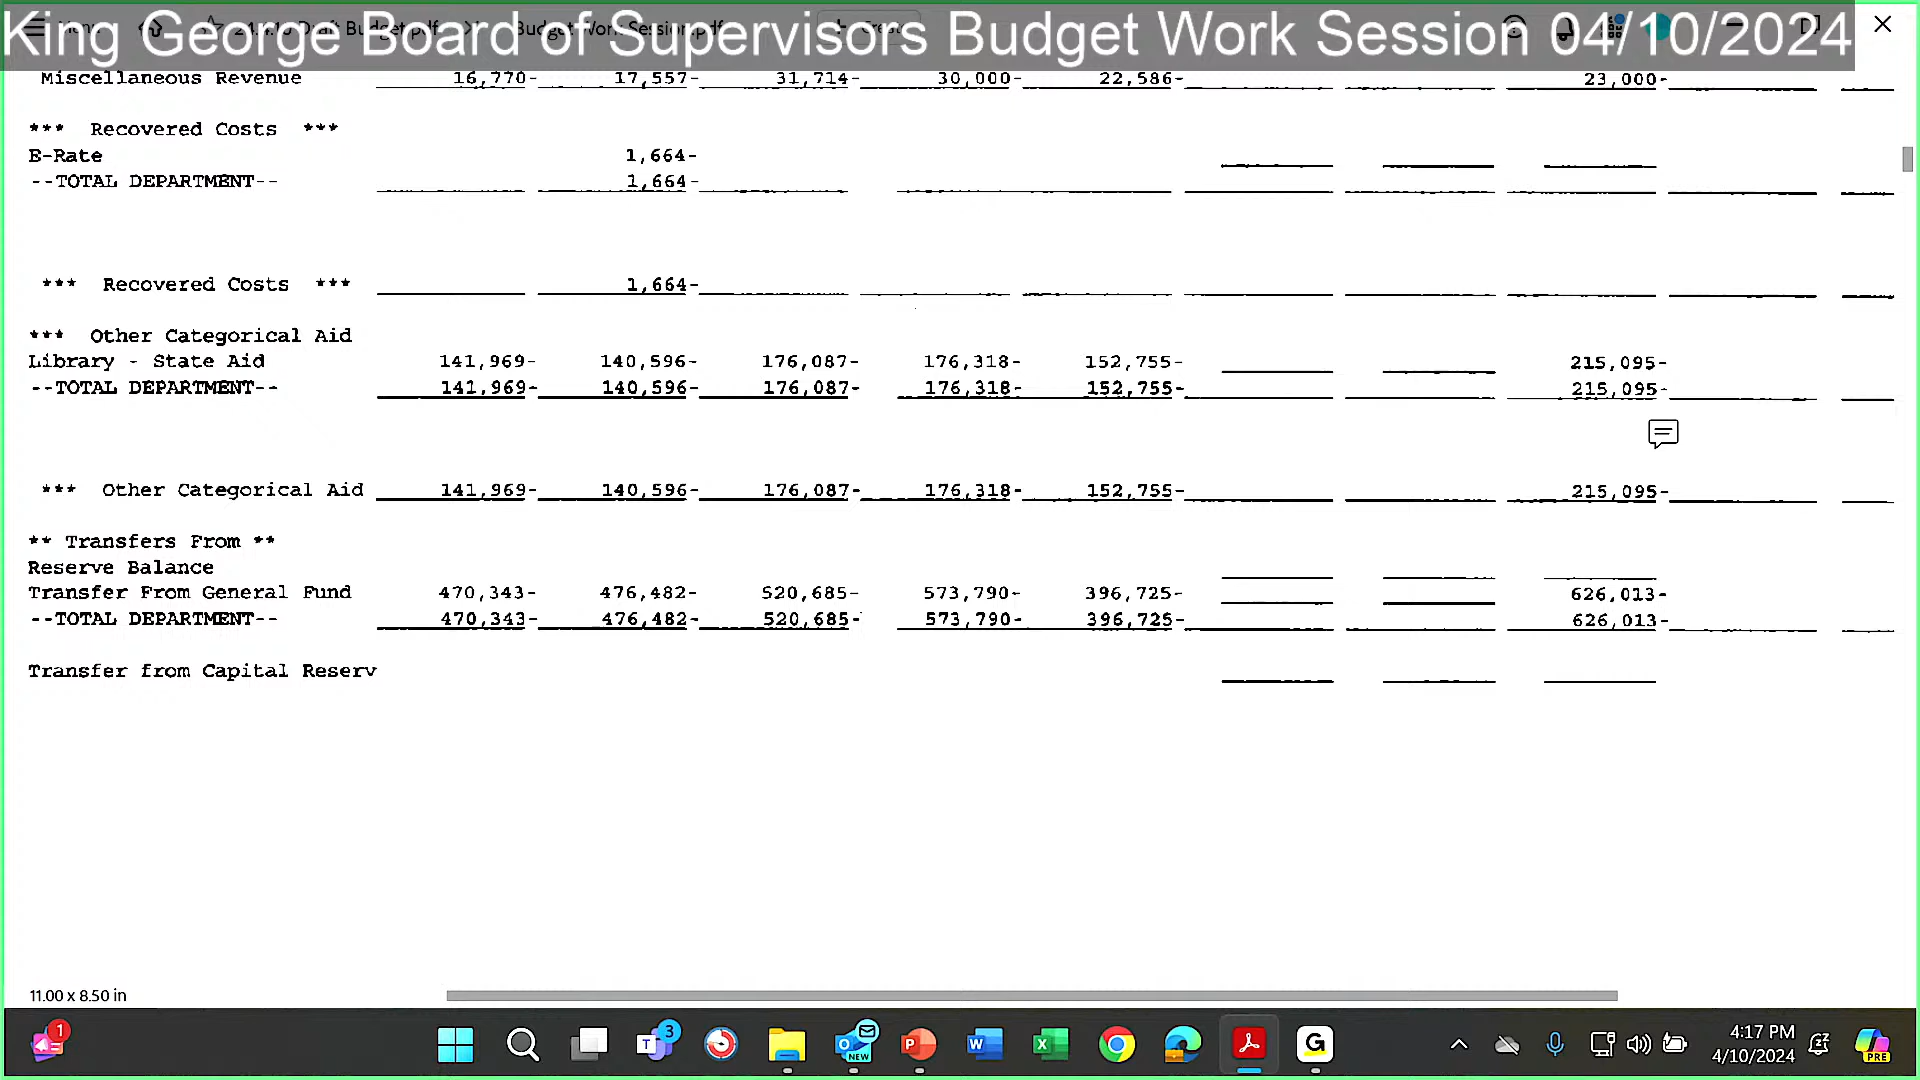 King George Board of Supervisors Budget Work Session 04/10/2024
Miscellaneous Revenue 16,770- 17,557- 31,714- 30,000- 22,586- 23,000-
*** Recovered Costs ***
E-Rate 1,664-
--TOTAL DEPARTMENT-- 1,664-
*** Recovered Costs *** 1,664-
*** Other Categorical Aid
Library - State Aid 141,969- 140,596- 176,087- 176,318- 152,755- 215,095-
--TOTAL DEPARTMENT-- 141,969- 140,596- 176,087- 176,318- 152,755- 215,095-
*** Other Categorical Aid 141,969- 140,596- 176,087- 176,318- 152,755- 215,095-
** Transfers From **
Reserve Balance
Transfer From General Fund 470,343- 476,482- 520,685- 573,790- 396,725- 626,013-
--TOTAL DEPARTMENT-- 470,343- 476,482- 520,685- 573,790- 396,725- 626,013-
Transfer from Capital Reserv
11.00 x 8.50 in
1 3 NEW PRE
4:17 PM
4/10/2024